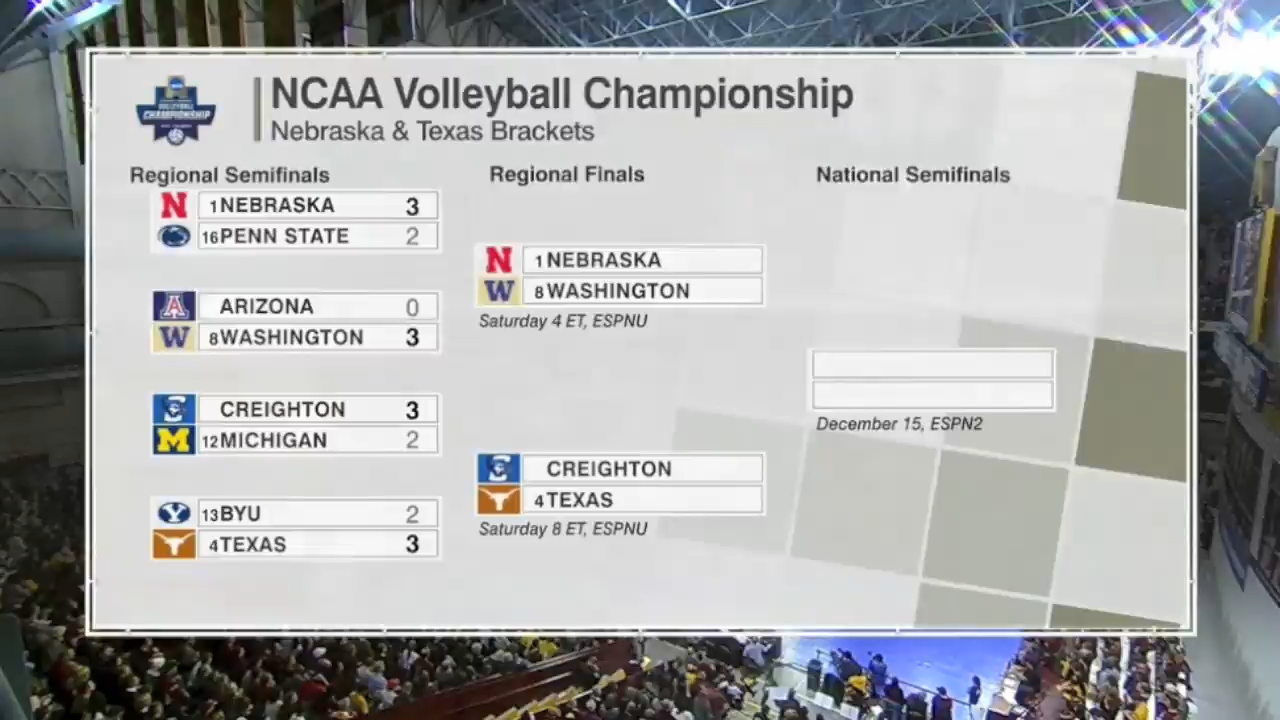 NCAA Volleyball Championship
Nebraska & Texas Brackets
VOLLEYBALL
CHAMPIONSHIP
Regional Semifinals
N 1 NEBRASKA 3
16 PENN STATE 2
A ARIZONA 0
W 8 WASHINGTON 3
CREIGHTON 3
M 12 MICHIGAN 2
Y 13 BYU 2
4 TEXAS 3
Regional Finals
N 1 NEBRASKA
W 8 WASHINGTON
Saturday 4 ET, ESPNU
CREIGHTON
4 TEXAS
Saturday 8 ET, ESPNU
National Semifinals
December 15, ESPN2